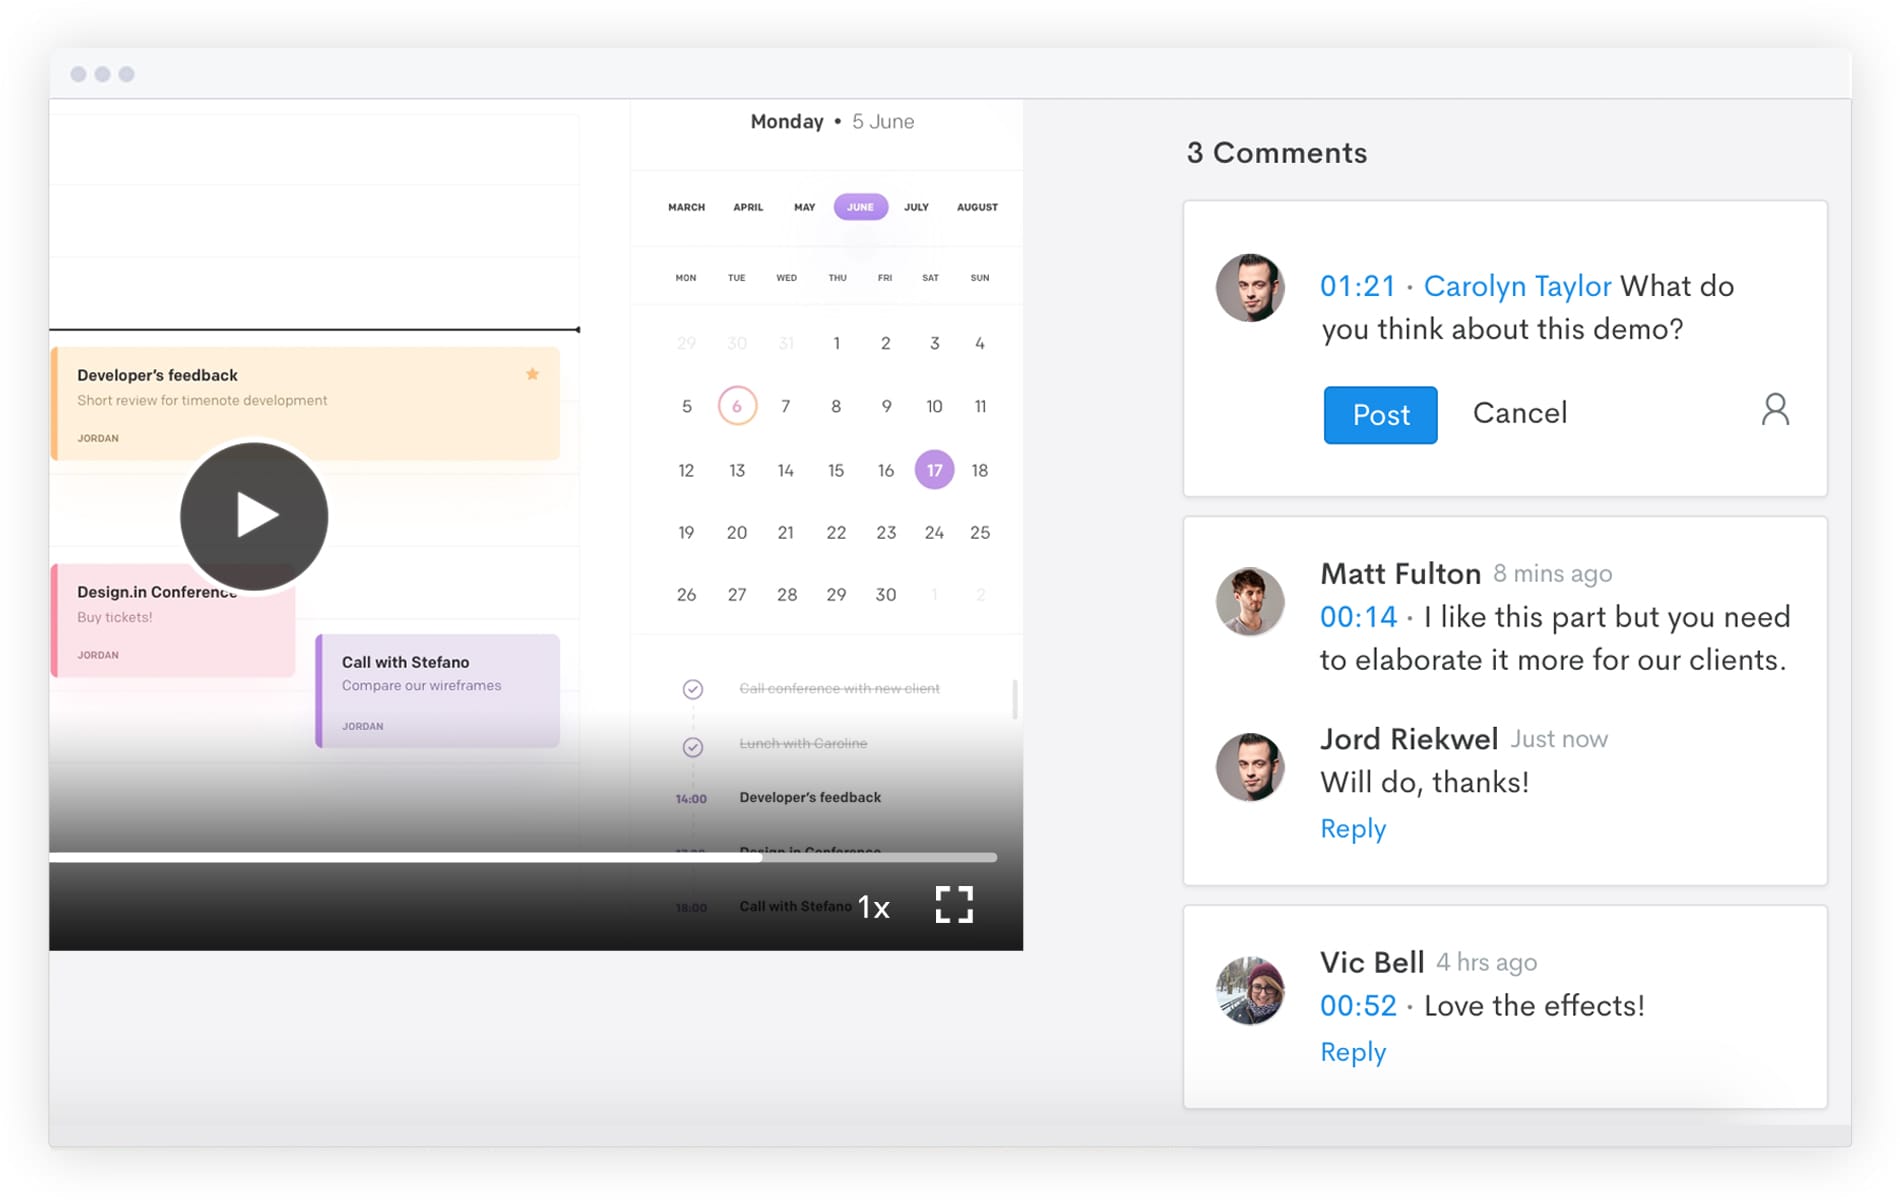 Monday • 5 June
MARCH APRIL MAY JUNE JULY AUGUST
MON TUE WED THU FRI SAT SUN
29 30 31 1 2 3 4
5 6 7 8 9 10 11
12 13 14 15 16 17 18
19 20 21 22 23 24 25
26 27 28 29 30 1 2
Developer’s feedback
Short review for timenote development
JORDAN
Design.in Conference
Buy tickets!
JORDAN
Call with Stefano
Compare our wireframes
JORDAN
Call conference with new client
Lunch with Caroline
14:00 Developer’s feedback
Design.in Conference
18:00 Call with Stefano
1x
3 Comments
01:21 · Carolyn Taylor What do
you think about this demo?
Post Cancel
Matt Fulton 8 mins ago
00:14 · I like this part but you need
to elaborate it more for our clients.
Jord Riekwel Just now
Will do, thanks!
Reply
Vic Bell 4 hrs ago
00:52 · Love the effects!
Reply